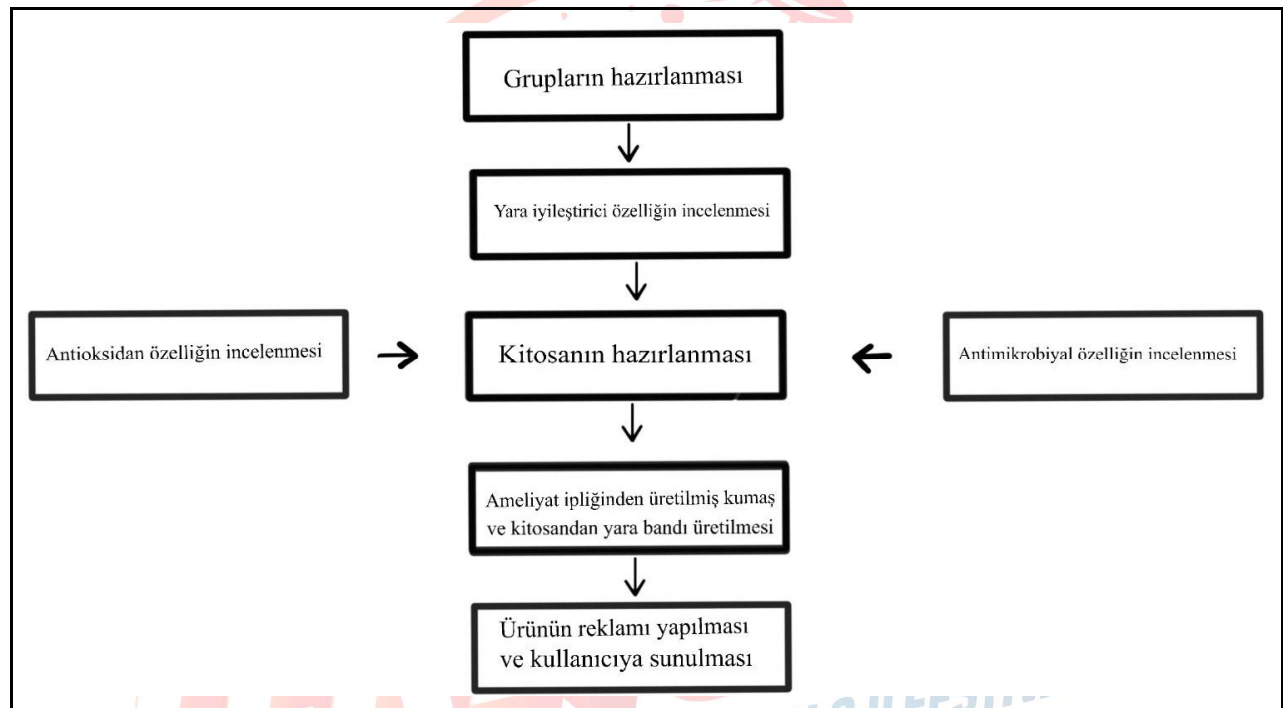 Grupların hazırlanması
Yara iyileştirici özelliğin incelenmesi
Antioksidan özelliğin incelenmesi
Kitosanın hazırlanması
Antimikrobiyal özelliğin incelenmesi
Ameliyat ipliğinden üretilmiş kumaş
ve kitosandan yara bandı üretilmesi
Ürünün reklamı yapılması
ve kullanıcıya sunulması